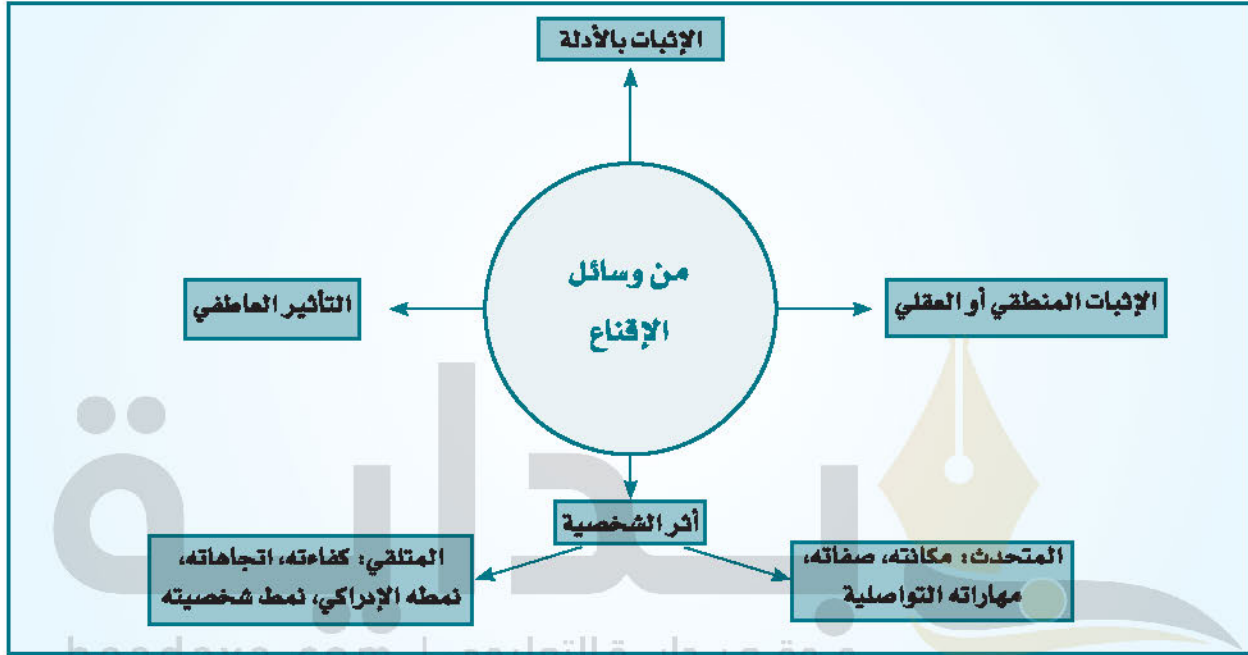 الإثبات بالأدلة
من وسائل
الإقناع
الإثبات المنطقي أو العقلي
التأثير العاطفي
أثر الشخصية
المتحدث: مكانته، صفاته،
مهاراته التواصلية
المتلقي: كفاءته، اتجاهاته،
نمطه الإدراكي، نمط شخصيته
بداية